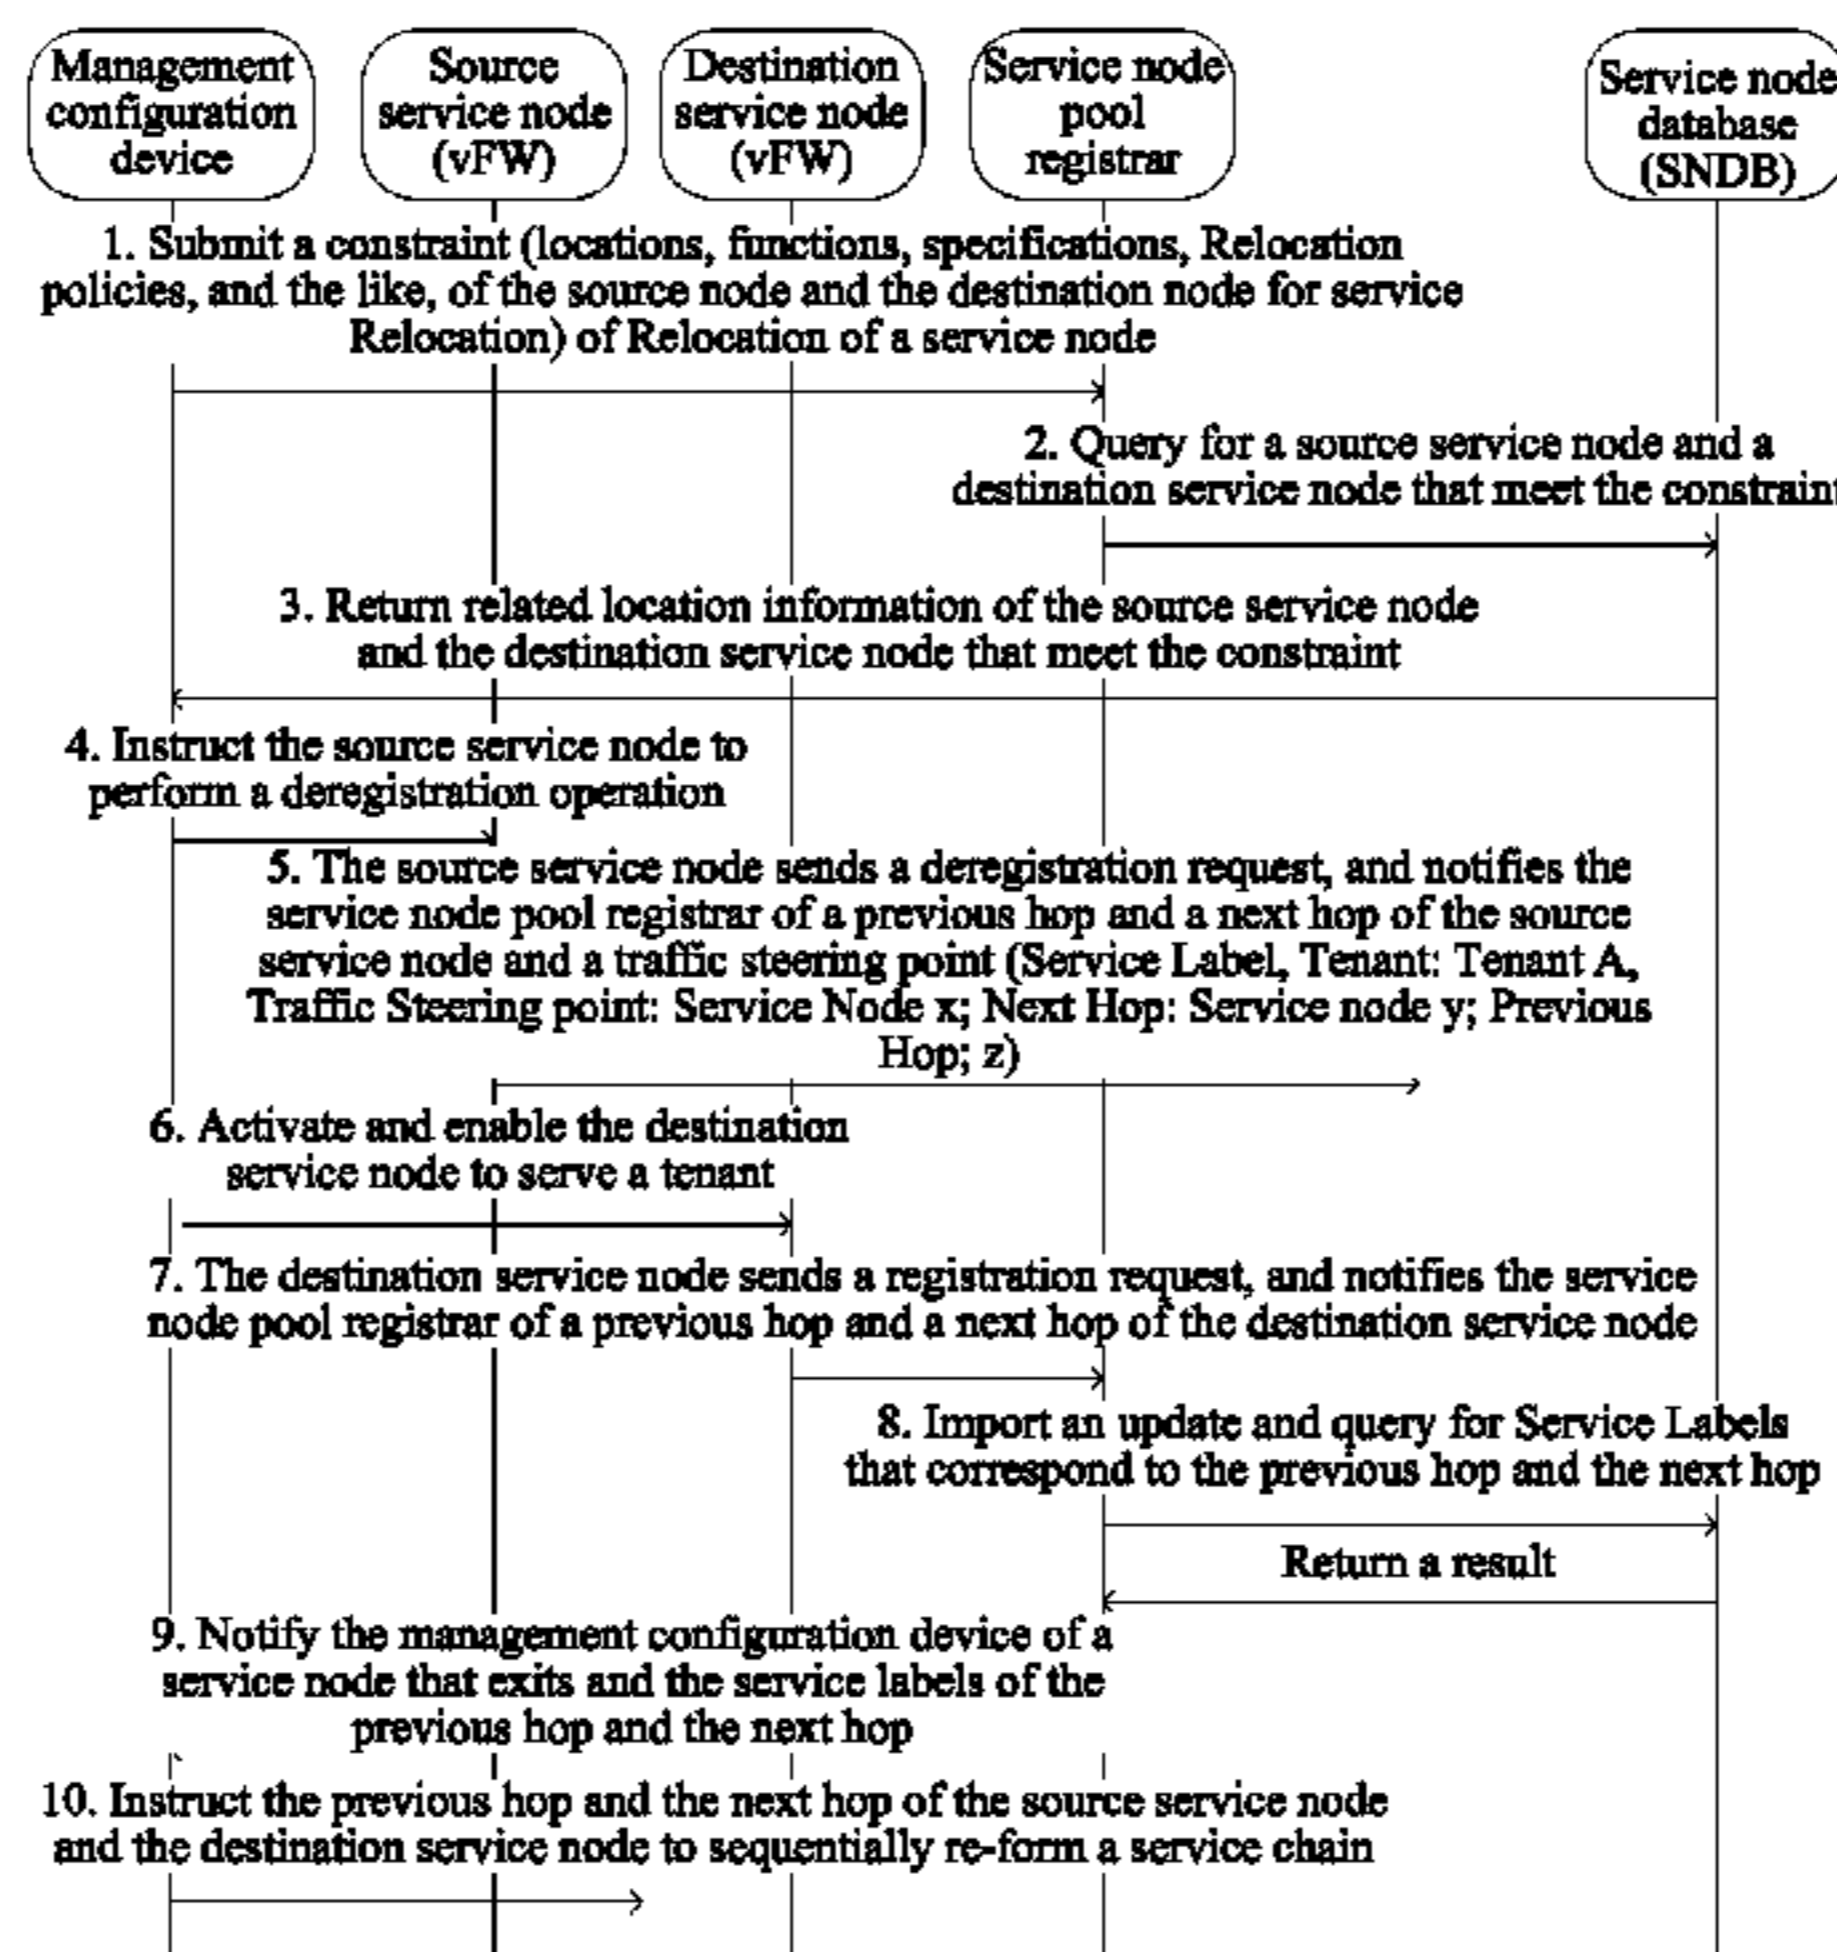 Management
configuration
device
Source
service node
(vFW)
Destination
service node
(vFW)
Service node
pool
registrar
Service node
database
(SNDB)
1. Submit a constraint (locations, functions, specifications, Relocation
policies, and the like, of the source node and the destination node for service
Relocation) of Relocation of a service node
2. Query for a source service node and a
destination service node that meet the constraint
3. Return related location information of the source service node
and the destination service node that meet the constraint
4. Instruct the source service node to
perform a deregistration operation
5. The source service node sends a deregistration request, and notifies the
service node pool registrar of a previous hop and a next hop of the source
service node and a traffic steering point (Service Label, Tenant: Tenant A,
Traffic Steering point: Service Node x; Next Hop: Service node y; Previous
Hop; z)
6. Activate and enable the destination
service node to serve a tenant
7. The destination service node sends a registration request, and notifies the service
node pool registrar of a previous hop and a next hop of the destination service node
8. Import an update and query for Service Labels
that correspond to the previous hop and the next hop
Return a result
9. Notify the management configuration device of a
service node that exits and the service labels of the
previous hop and the next hop
10. Instruct the previous hop and the next hop of the source service node
and the destination service node to sequentially re-form a service chain